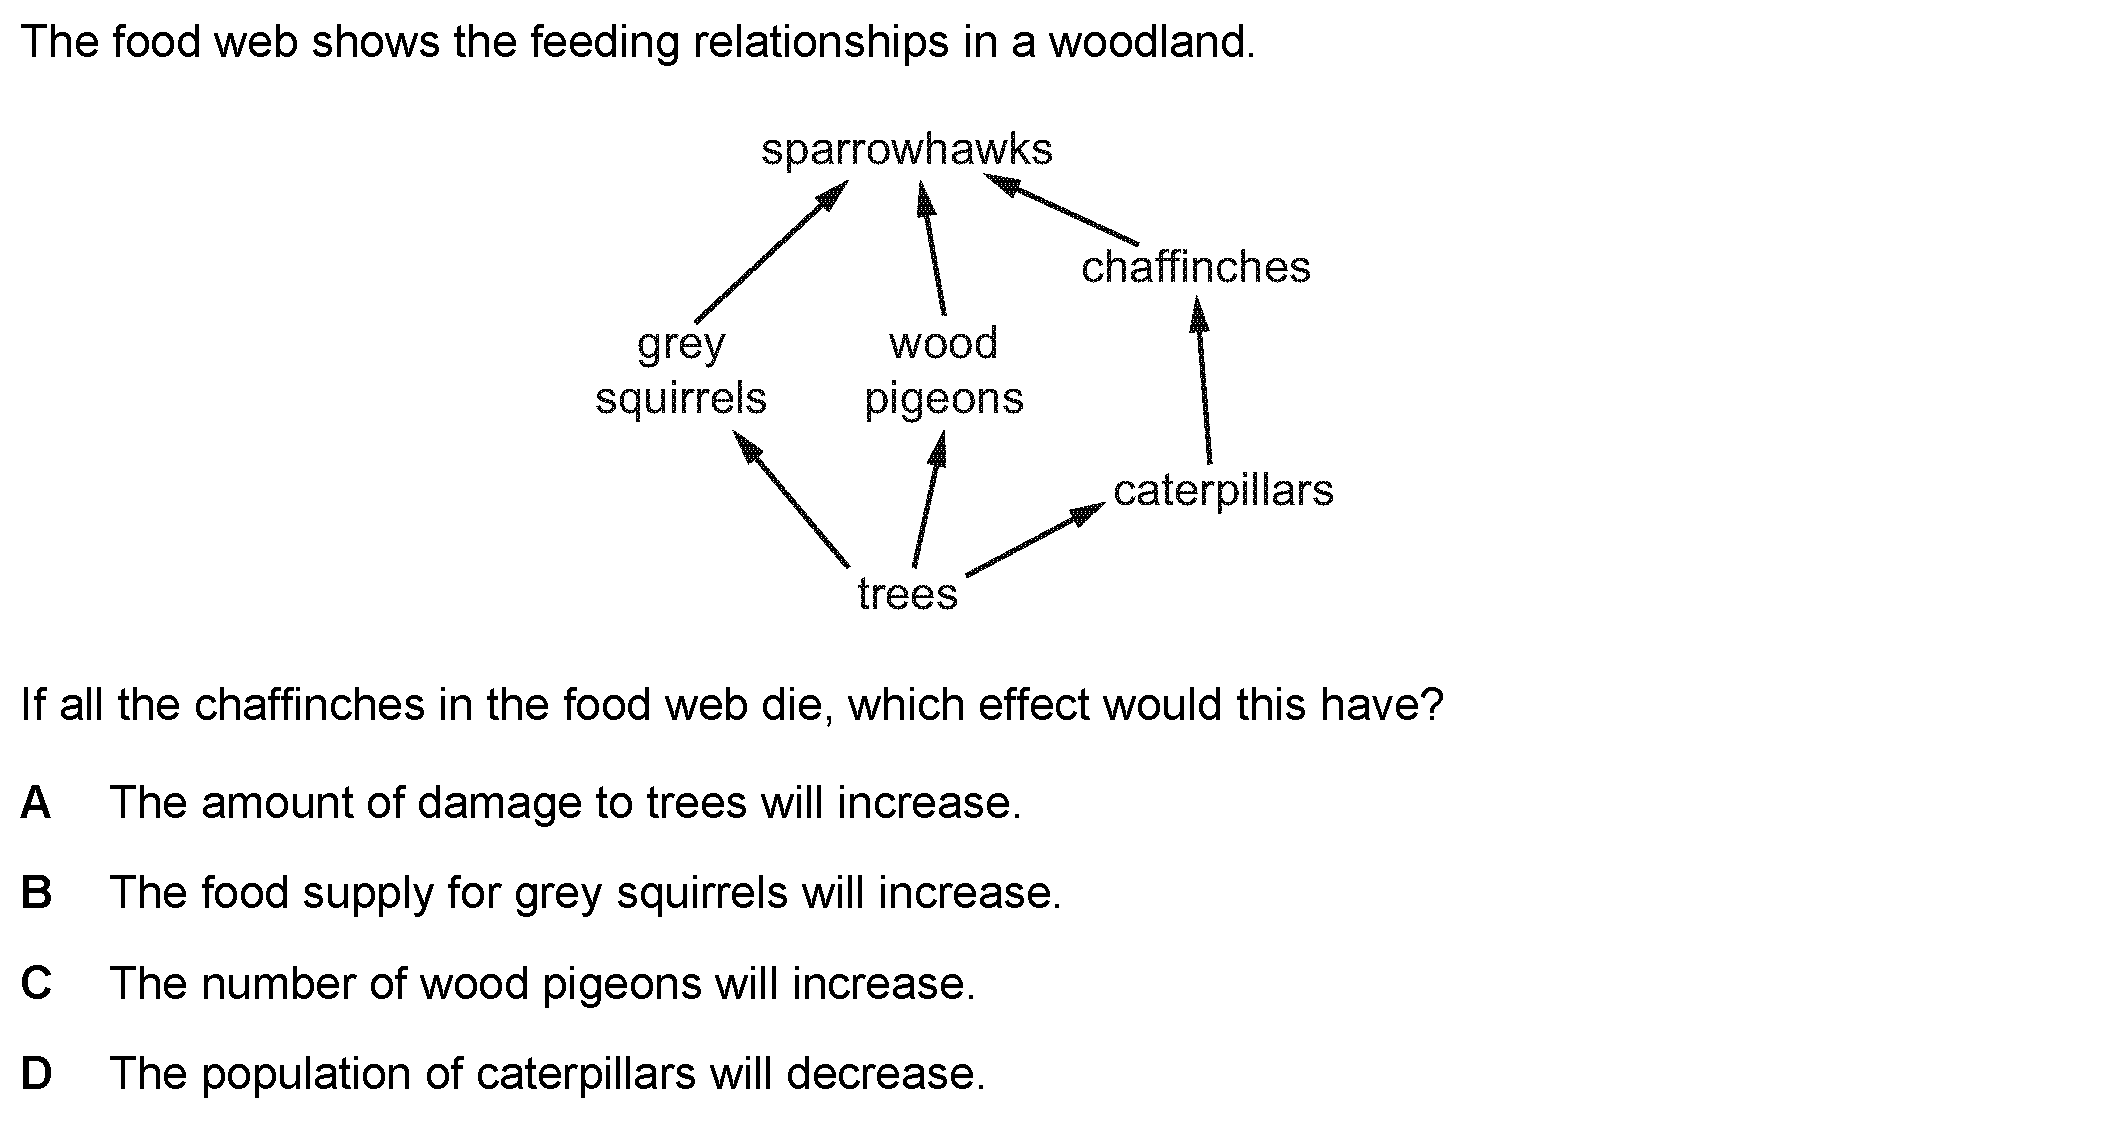 The food web shows the feeding relationships in a woodland.
sparrowhawks
chaffinches
grey
squirrels
wood
pigeons
caterpillars
trees
If all the chaffinches in the food web die, which effect would this have?
A The amount of damage to trees will increase.
B The food supply for grey squirrels will increase.
C The number of wood pigeons will increase.
D The population of caterpillars will decrease.